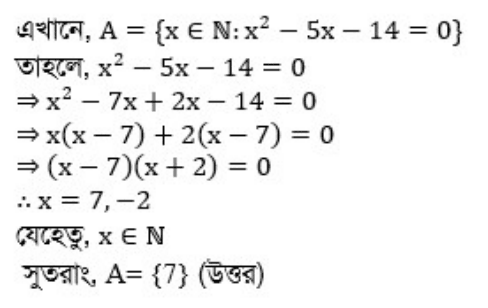 এখানে, A = {x ∈ ℕ: x² − 5x − 14 = 0}
তাহলে, x² − 5x − 14 = 0
⇒ x² − 7x + 2x − 14 = 0
⇒ x(x − 7) + 2(x − 7) = 0
⇒ (x − 7)(x + 2) = 0
∴ x = 7, −2
যেহেতু, x ∈ ℕ
সুতরাং, A= {7} (উত্তর)